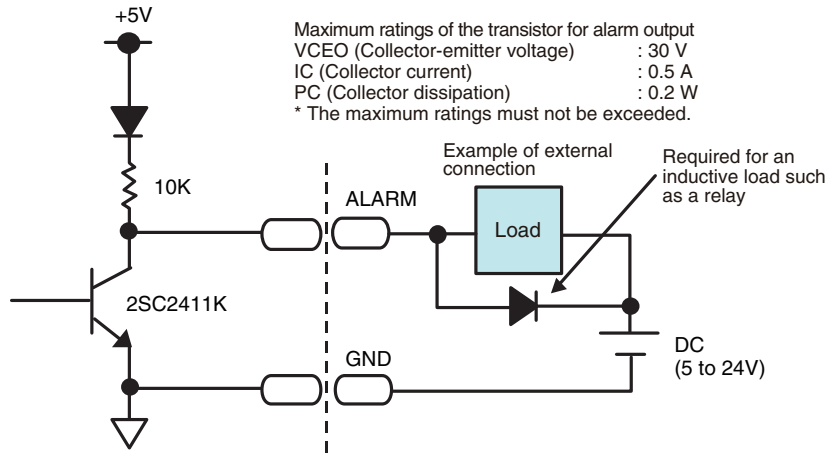 +5V
Maximum ratings of the transistor for alarm output
VCEO (Collector-emitter voltage) : 30 V
IC (Collector current) : 0.5 A
PC (Collector dissipation) : 0.2 W
* The maximum ratings must not be exceeded.
Example of external
connection
Required for an
inductive load such
as a relay
10K
ALARM
Load
2SC2411K
GND
DC
(5 to 24V)